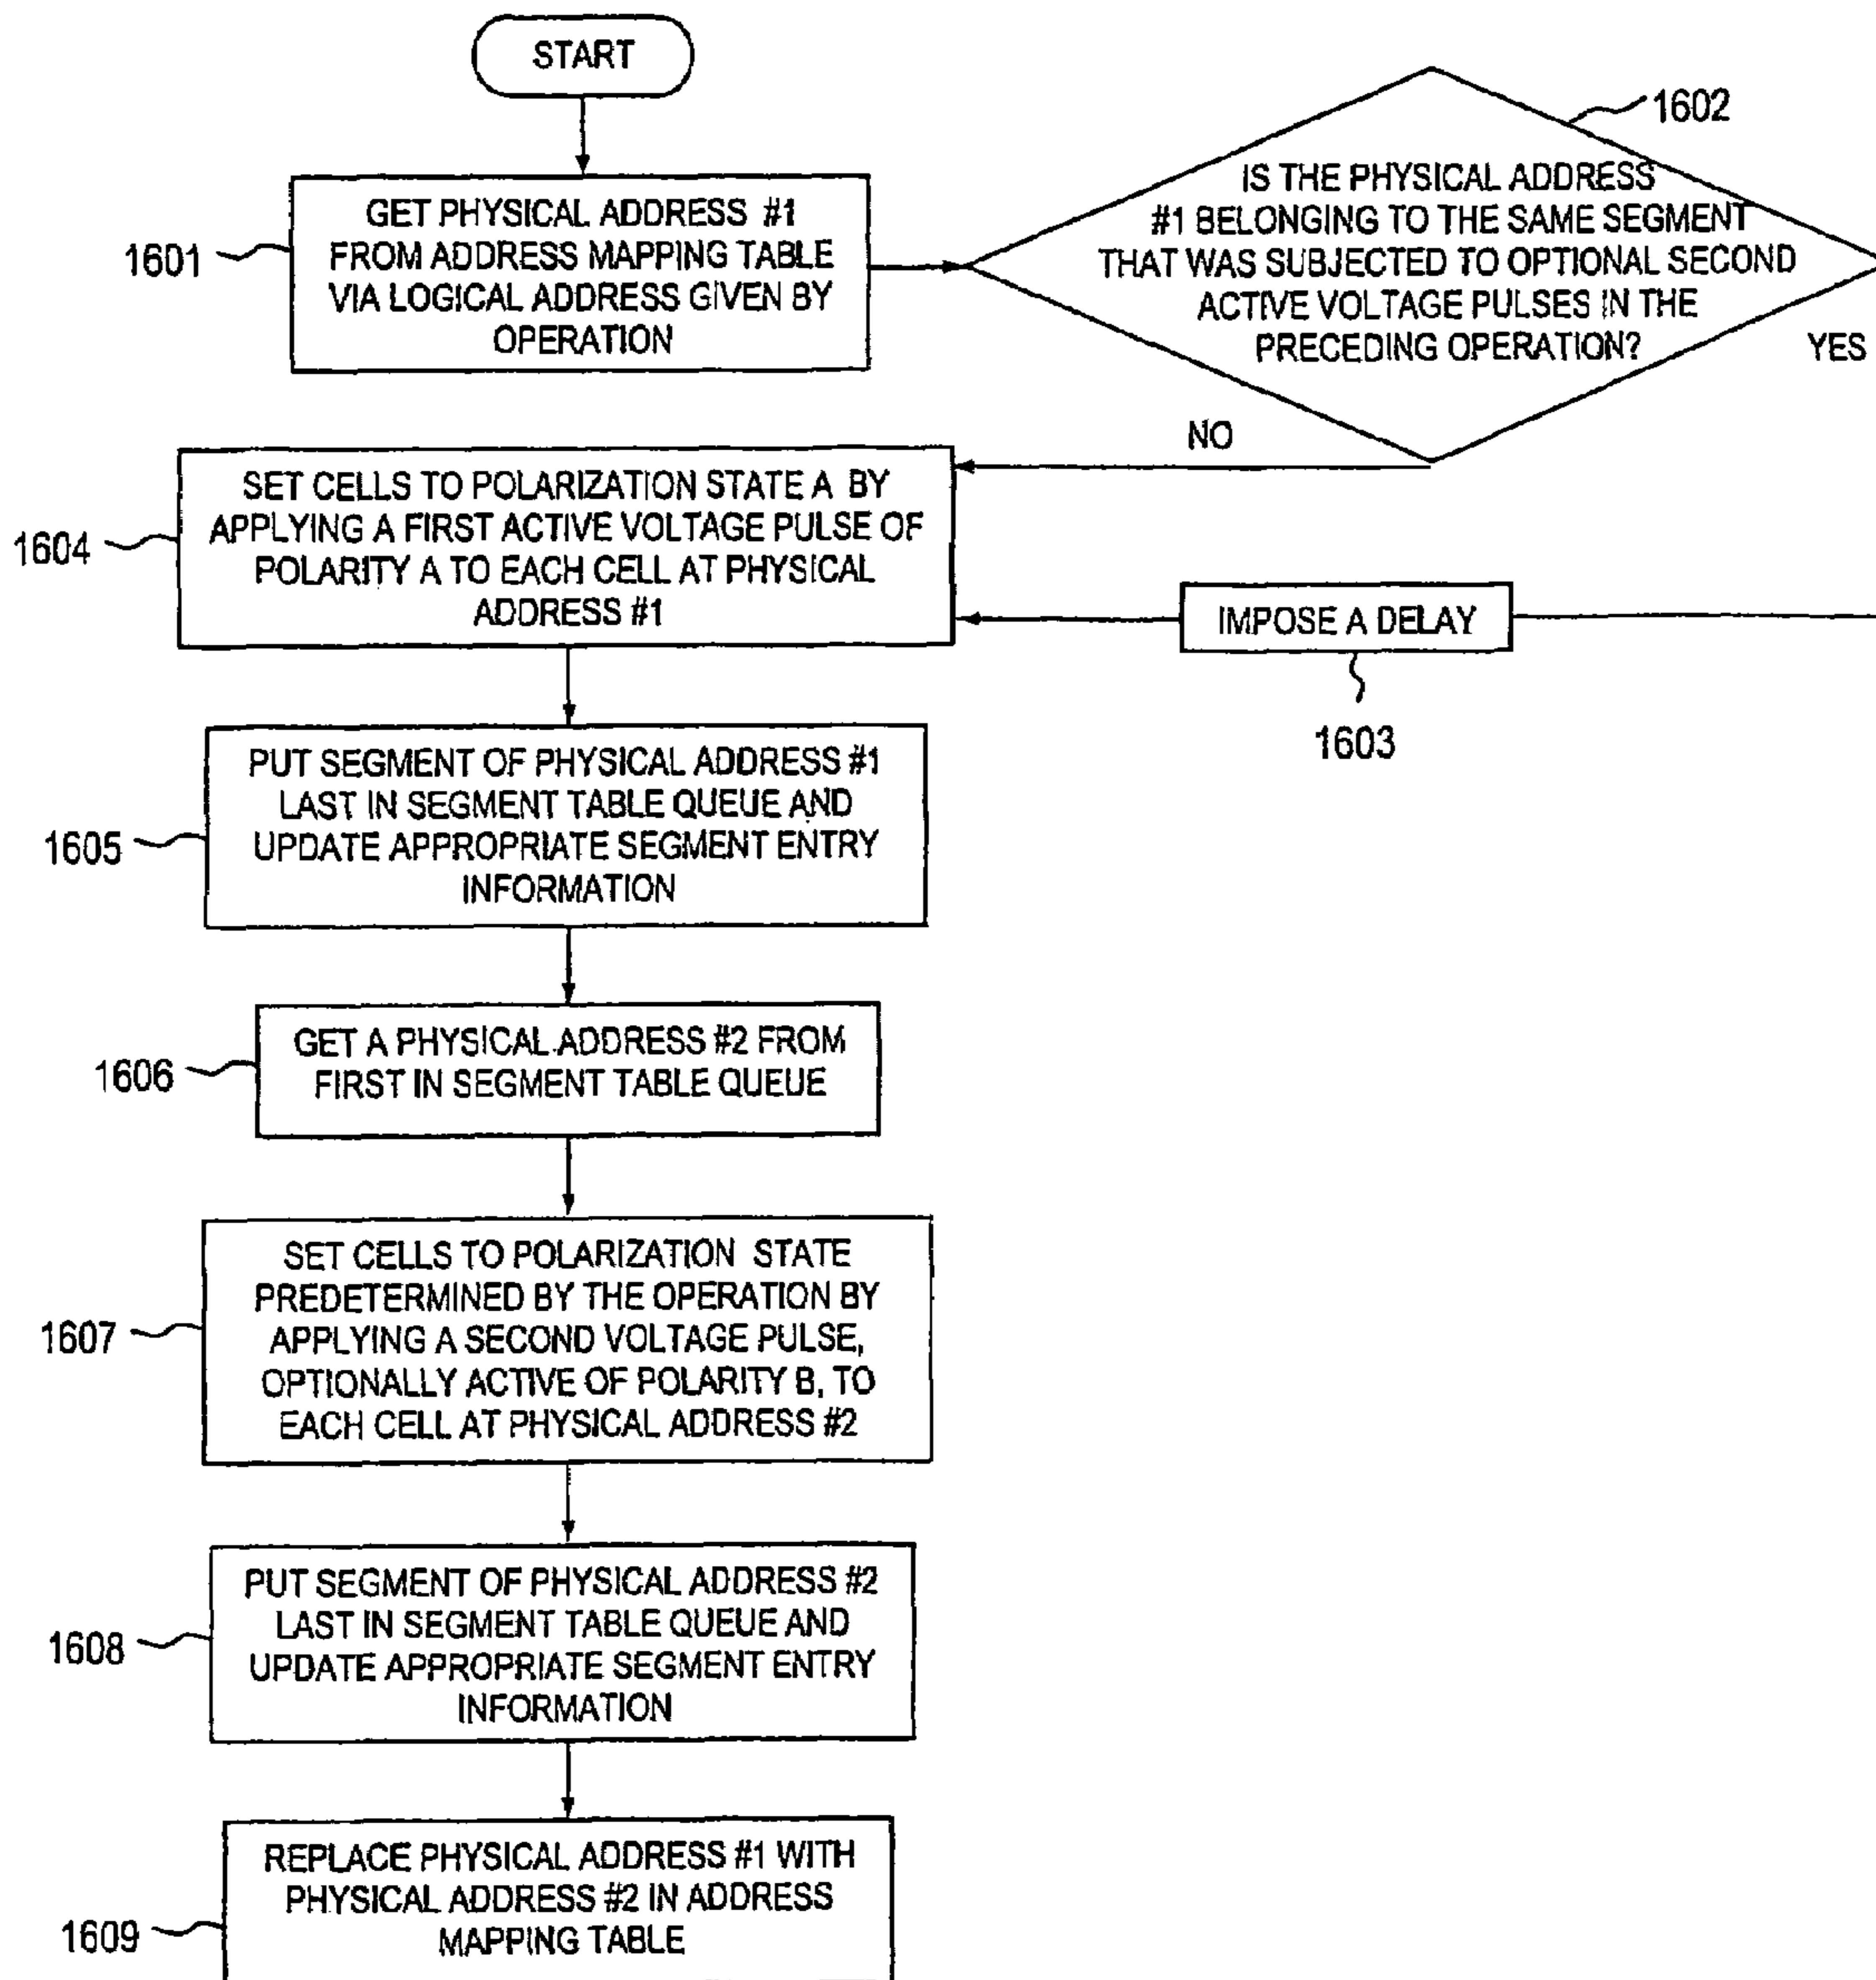 START
1601
GET PHYSICAL ADDRESS #1
FROM ADDRESS MAPPING TABLE
VIA LOGICAL ADDRESS GIVEN BY
OPERATION
1602
IS THE PHYSICAL ADDRESS
#1 BELONGING TO THE SAME SEGMENT
THAT WAS SUBJECTED TO OPTIONAL SECOND
ACTIVE VOLTAGE PULSES IN THE
PRECEDING OPERATION?
YES
NO
1604
SET CELLS TO POLARIZATION STATE A BY
APPLYING A FIRST ACTIVE VOLTAGE PULSE OF
POLARITY A TO EACH CELL AT PHYSICAL
ADDRESS #1
IMPOSE A DELAY
1603
1605
PUT SEGMENT OF PHYSICAL ADDRESS #1
LAST IN SEGMENT TABLE QUEUE AND
UPDATE APPROPRIATE SEGMENT ENTRY
INFORMATION
1606
GET A PHYSICAL ADDRESS #2 FROM
FIRST IN SEGMENT TABLE QUEUE
1607
SET CELLS TO POLARIZATION STATE
PREDETERMINED BY THE OPERATION BY
APPLYING A SECOND VOLTAGE PULSE,
OPTIONALLY ACTIVE OF POLARITY B, TO
EACH CELL AT PHYSICAL ADDRESS #2
1608
PUT SEGMENT OF PHYSICAL ADDRESS #2
LAST IN SEGMENT TABLE QUEUE AND
UPDATE APPROPRIATE SEGMENT ENTRY
INFORMATION
1609
REPLACE PHYSICAL ADDRESS #1 WITH
PHYSICAL ADDRESS #2 IN ADDRESS
MAPPING TABLE